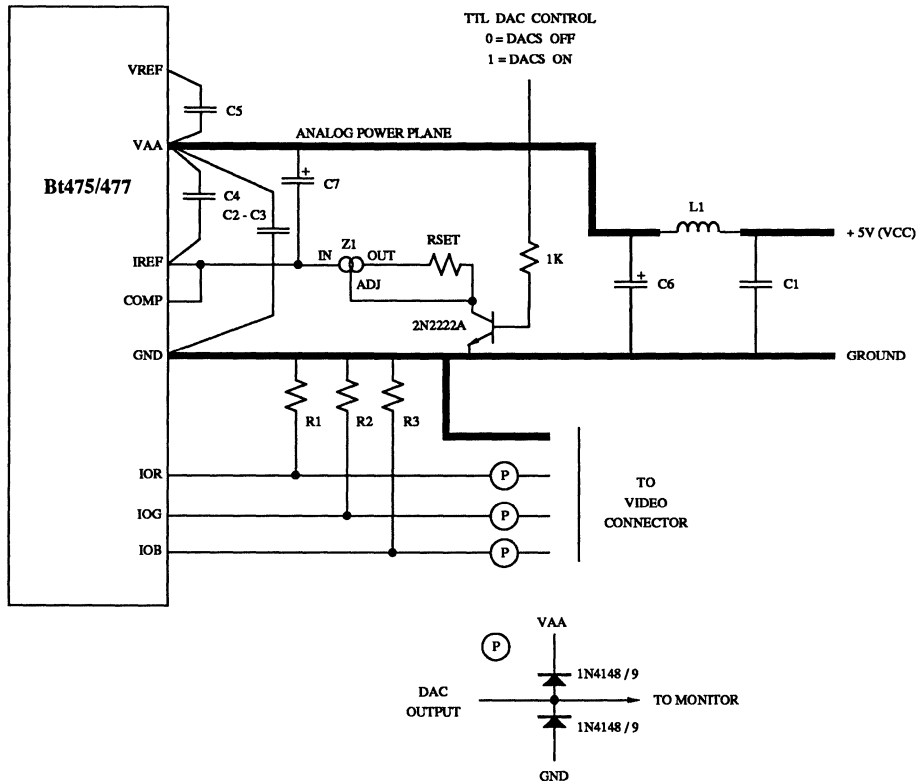 TTL DAC CONTROL
0 = DACS OFF
1 = DACS ON
VREF
C5
ANALOG POWER PLANE
VAA
Bt475/477
C4
C7
C2 - C3
L1
+ 5V (VCC)
Z1
RSET
IREF
IN
OUT
1K
ADJ
C6
C1
COMP
2N2222A
GND
GROUND
R1
R2
R3
IOR
P
TO
IOG
P
VIDEO
CONNECTOR
IOB
P
VAA
P
1N4148 / 9
DAC
OUTPUT
TO MONITOR
1N4148 / 9
GND